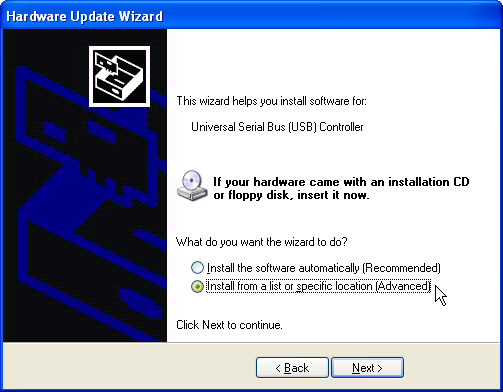 Hardware Update Wizard
This wizard helps you install software for:
Universal Serial Bus (USB) Controller
If your hardware came with an installation CD
or floppy disk, insert it now.
What do you want the wizard to do?
Install the software automatically (Recommended)
Install from a list or specific location (Advanced)
Click Next to continue.
< Back Next >